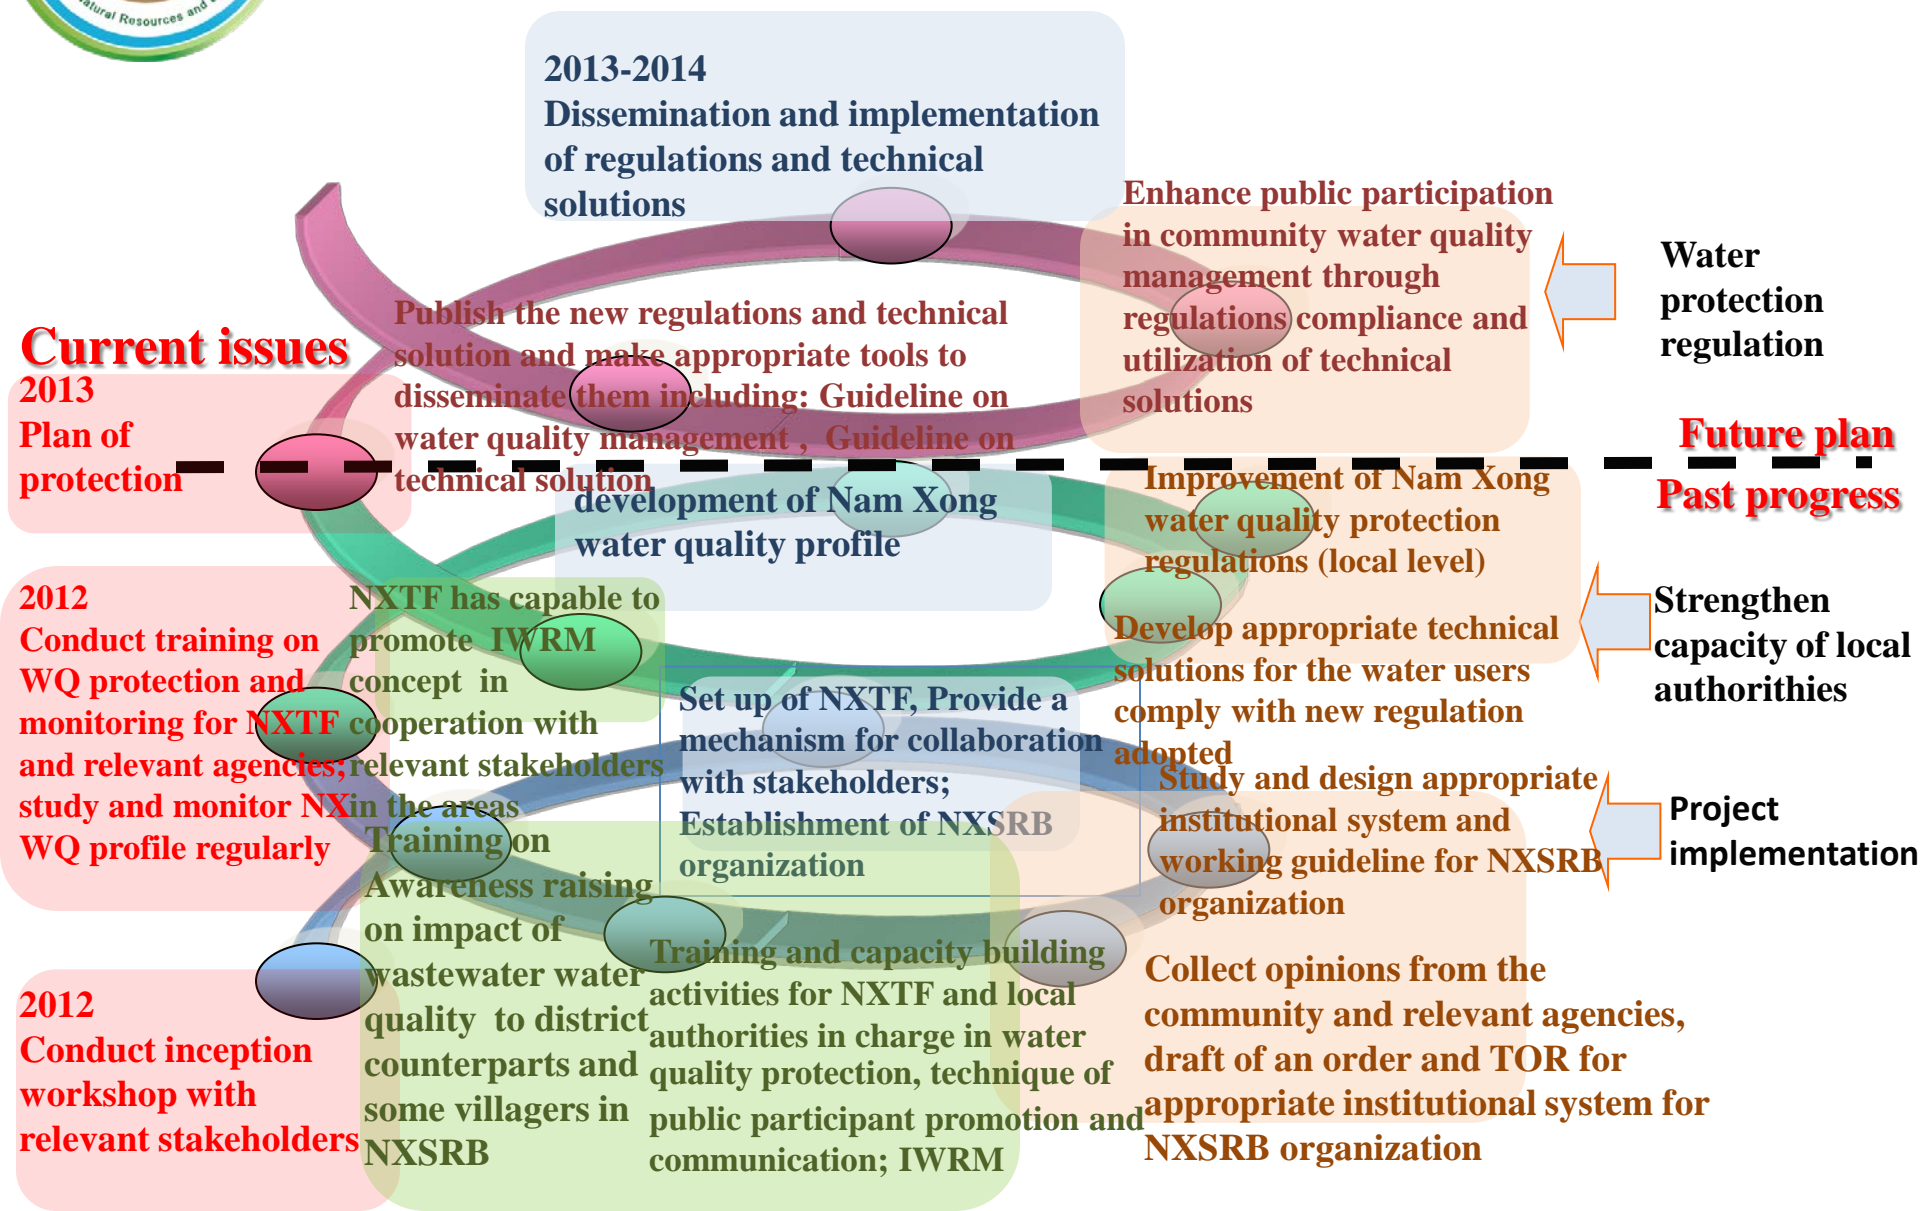 Natural Resources and
2013-2014
Dissemination and implementation
of regulations and technical
solutions
Enhance public participation
in community water quality
management through
regulations compliance and
utilization of technical
solutions
Water
protection
regulation
Publish the new regulations and technical
solution and make appropriate tools to
disseminate them including: Guideline on
water quality management , Guideline on
technical solution
Current issues
2013
Plan of
protection
Future plan
Past progress
development of Nam Xong
water quality profile
Improvement of Nam Xong
water quality protection
regulations (local level)
2012
Conduct training on
WQ protection and
monitoring for NXTF
and relevant agencies;
study and monitor NX
WQ profile regularly
NXTF has capable to
promote IWRM
concept in
cooperation with
relevant stakeholders
in the areas
Set up of NXTF, Provide a
mechanism for collaboration
with stakeholders;
Establishment of NXSRB
organization
Develop appropriate technical
solutions for the water users
comply with new regulation
adopted
Strengthen
capacity of local
authorithies
Study and design appropriate
institutional system and
working guideline for NXSRB
organization
Project
implementation
2012
Conduct inception
workshop with
relevant stakeholders
Training on
Awareness raising
on impact of
wastewater water
quality to district
counterparts and
some villagers in
NXSRB
Training and capacity building
activities for NXTF and local
authorities in charge in water
quality protection, technique of
public participant promotion and
communication; IWRM
Collect opinions from the
community and relevant agencies,
draft of an order and TOR for
appropriate institutional system for
NXSRB organization